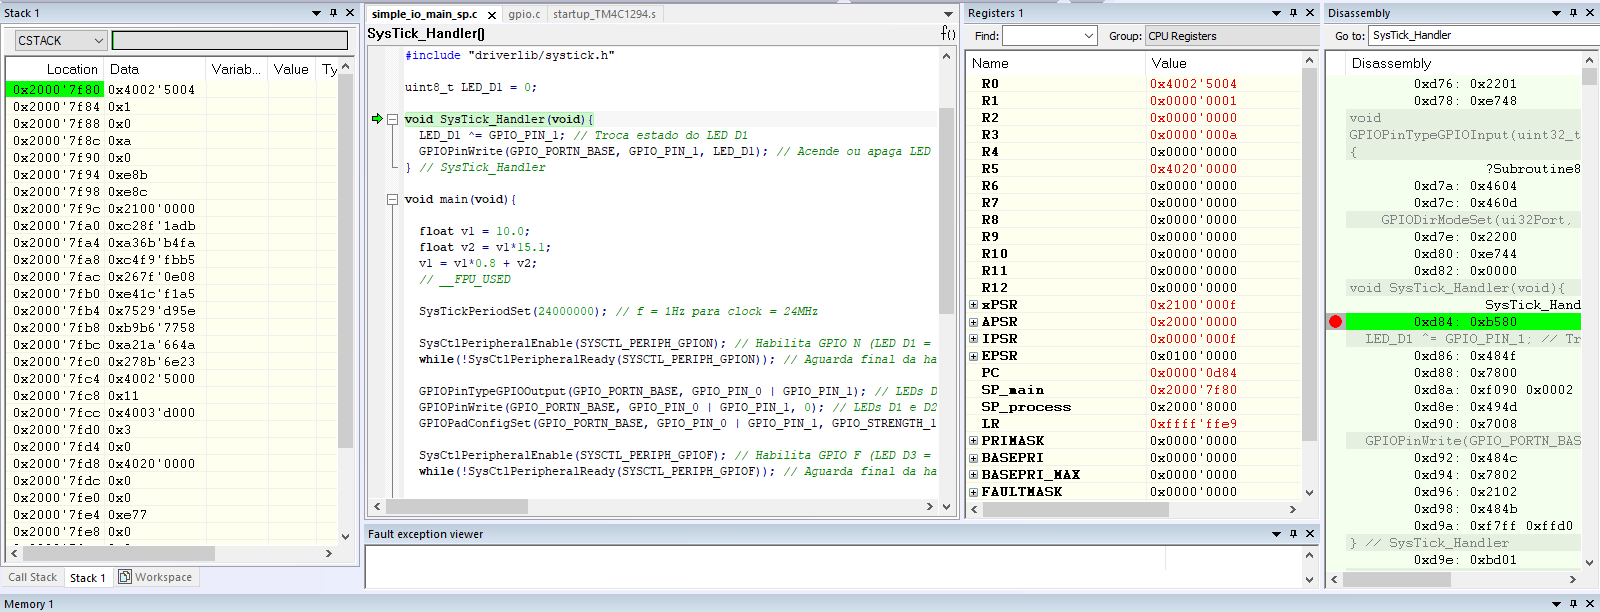 Stack 1
CSTACK
Location Data Variab... Value Ty
0x2000'7f80 0x4002'5004
0x2000'7f84 0x1
0x2000'7f88 0x0
0x2000'7f8c 0xa
0x2000'7f90 0x0
0x2000'7f94 0xe8b
0x2000'7f98 0xe8c
0x2000'7f9c 0x2100'0000
0x2000'7fa0 0xc28f'1adb
0x2000'7fa4 0xa36b'b4fa
0x2000'7fa8 0xc4f9'fbb5
0x2000'7fac 0x267f'0e08
0x2000'7fb0 0xe41c'f1a5
0x2000'7fb4 0x7529'd95e
0x2000'7fb8 0xb9b6'7758
0x2000'7fbc 0xa21a'664a
0x2000'7fc0 0x278b'6e23
0x2000'7fc4 0x4002'5000
0x2000'7fc8 0x11
0x2000'7fcc 0x4003'd000
0x2000'7fd0 0x3
0x2000'7fd4 0x0
0x2000'7fd8 0x4020'0000
0x2000'7fdc 0x0
0x2000'7fe0 0x0
0x2000'7fe4 0xe77
0x2000'7fe8 0x0
Call Stack Stack 1 Workspace
Memory 1
simple_io_main_sp.c gpio.c startup_TM4C1294.s
SysTick_Handler() f()
#include "driverlib/systick.h"
uint8_t LED_D1 = 0;
void SysTick_Handler(void){
LED_D1 ^= GPIO_PIN_1; // Troca estado do LED D1
GPIOPinWrite(GPIO_PORTN_BASE, GPIO_PIN_1, LED_D1); // Acende ou apaga LED
} // SysTick_Handler
void main(void){
float v1 = 10.0;
float v2 = v1*15.1;
v1 = v1*0.8 + v2;
// __FPU_USED
SysTickPeriodSet(24000000); // f = 1Hz para clock = 24MHz
SysCtlPeripheralEnable(SYSCTL_PERIPH_GPION); // Habilita GPIO N (LED D1 =
while(!SysCtlPeripheralReady(SYSCTL_PERIPH_GPION)); // Aguarda final da ha
GPIOPinTypeGPIOOutput(GPIO_PORTN_BASE, GPIO_PIN_0 | GPIO_PIN_1); // LEDs D
GPIOPinWrite(GPIO_PORTN_BASE, GPIO_PIN_0 | GPIO_PIN_1, 0); // LEDs D1 e D2
GPIOPadConfigSet(GPIO_PORTN_BASE, GPIO_PIN_0 | GPIO_PIN_1, GPIO_STRENGTH_1
SysCtlPeripheralEnable(SYSCTL_PERIPH_GPIOF); // Habilita GPIO F (LED D3 =
while(!SysCtlPeripheralReady(SYSCTL_PERIPH_GPIOF)); // Aguarda final da ha
Fault exception viewer
Registers 1
Find: Group: CPU Registers
Name Value
R0 0x4002'5004
R1 0x0000'0001
R2 0x0000'0000
R3 0x0000'000a
R4 0x0000'0000
R5 0x4020'0000
R6 0x0000'0000
R7 0x0000'0000
R8 0x0000'0000
R9 0x0000'0000
R10 0x0000'0000
R11 0x0000'0000
R12 0x0000'0000
xPSR 0x2100'000f
APSR 0x2000'0000
IPSR 0x0000'000f
EPSR 0x0100'0000
PC 0x0000'0d84
SP_main 0x2000'7f80
SP_process 0x2000'8000
LR 0xffff'ffe9
PRIMASK 0x0000'0000
BASEPRI 0x0000'0000
BASEPRI_MAX 0x0000'0000
FAULTMASK 0x0000'0000
Disassembly
Go to: SysTick_Handler
Disassembly
0xd76: 0x2201
0xd78: 0xe748
void
GPIOPinTypeGPIOInput(uint32_t
{
?Subroutine8
0xd7a: 0x4604
0xd7c: 0x460d
GPIODirModeSet(ui32Port,
0xd7e: 0x2200
0xd80: 0xe744
0xd82: 0x0000
void SysTick_Handler(void){
SysTick_Hand
0xd84: 0xb580
LED_D1 ^= GPIO_PIN_1; // Tr
0xd86: 0x484f
0xd88: 0x7800
0xd8a: 0xf090 0x0002
0xd8e: 0x494d
0xd90: 0x7008
GPIOPinWrite(GPIO_PORTN_BAS
0xd92: 0x484c
0xd94: 0x7802
0xd96: 0x2102
0xd98: 0x484b
0xd9a: 0xf7ff 0xffd0
} // SysTick_Handler
0xd9e: 0xbd01